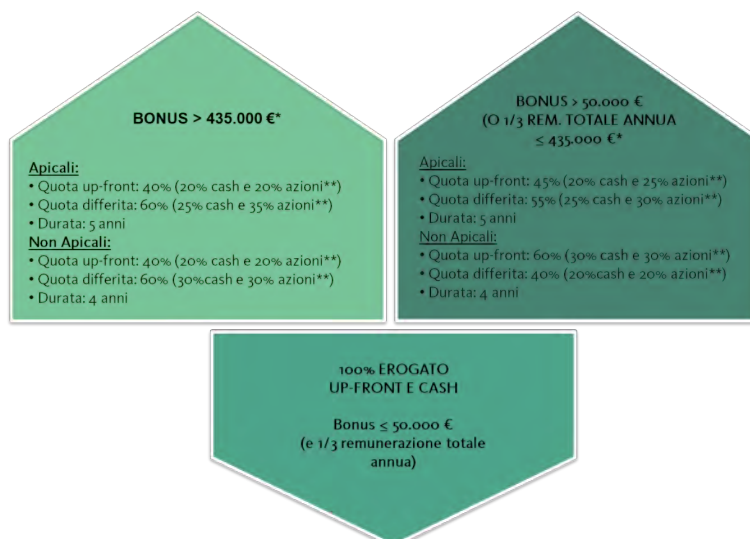 BONUS > 435.000 €*
Apicali:
• Quota up-front: 40% (20% cash e 20% azioni**)
• Quota differita: 60% (25% cash e 35% azioni**)
• Durata: 5 anni
Non Apicali:
• Quota up-front: 40% (20% cash e 20% azioni**)
• Quota differita: 60% (30%cash e 30% azioni**)
• Durata: 4 anni
BONUS > 50.000 €
(O 1/3 REM. TOTALE ANNUA
≤ 435.000 €*
Apicali:
• Quota up-front: 45% (20% cash e 25% azioni**)
• Quota differita: 55% (25% cash e 30% azioni**)
• Durata: 5 anni
Non Apicali:
• Quota up-front: 60% (30% cash e 30% azioni**)
• Quota differita: 40% (20%cash e 20% azioni**)
• Durata: 4 anni
100% EROGATO
UP-FRONT E CASH
Bonus ≤ 50.000 €
(e 1/3 remunerazione totale
annua)